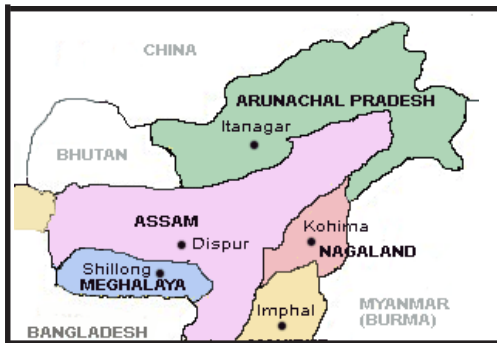 CHINA
ARUNACHAL PRADESH
Itanagar
BHUTAN
ASSAM
Dispur
Kohima
NAGALAND
Shillong
MEGHALAYA
Imphal
MYANMAR
(BURMA)
BANGLADESH